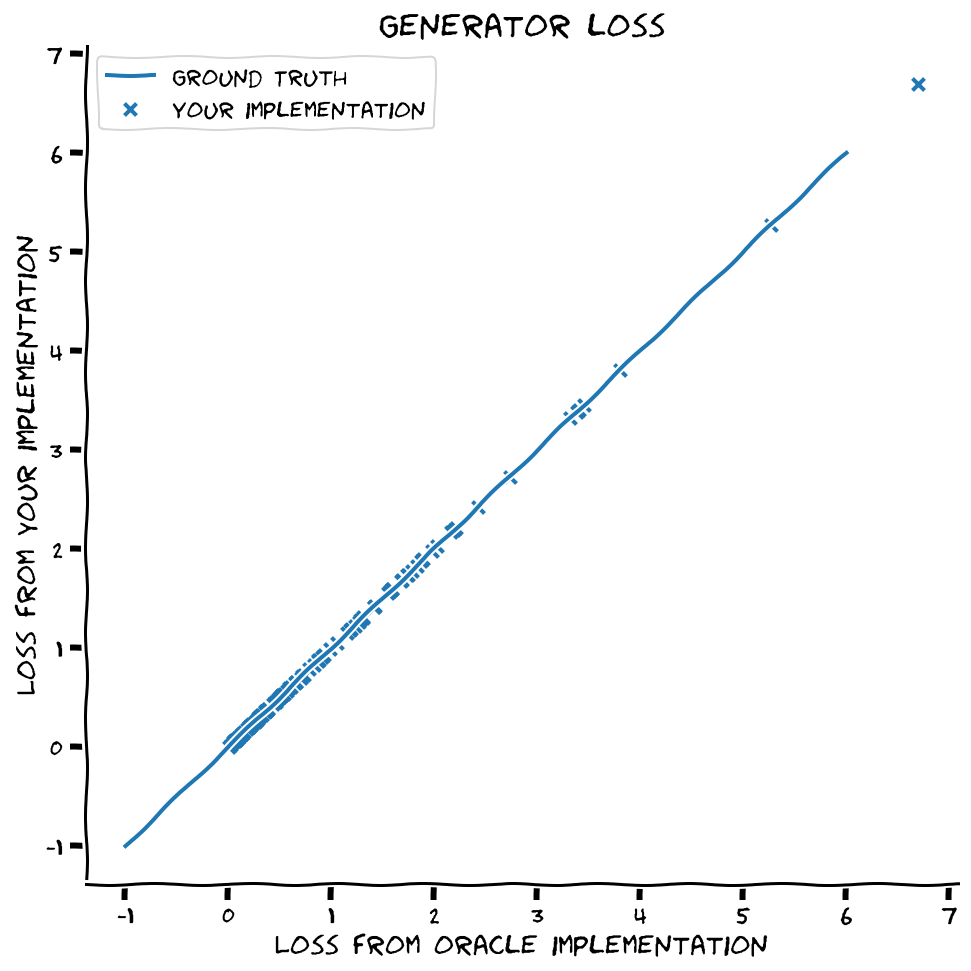 GENERATOR LOSS
GROUND TRUTH
YOUR IMPLEMENTATION
LOSS FROM YOUR IMPLEMENTATION
7
6
5
4
3
2
1
0
-1
-1 0 1 2 3 4 5 6 7
LOSS FROM ORACLE IMPLEMENTATION